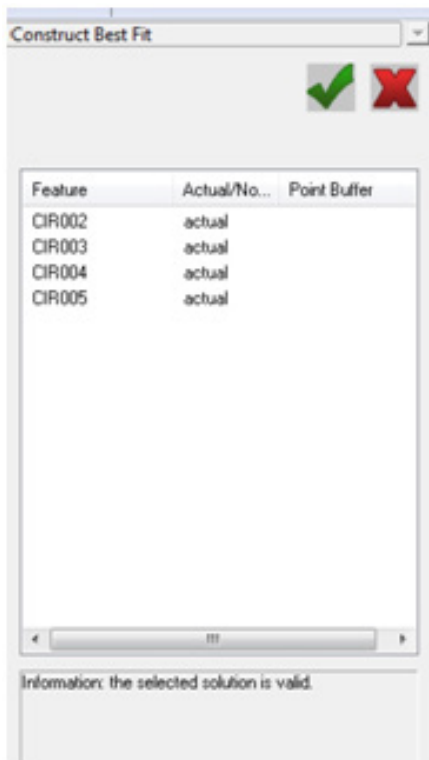 Construct Best Fit
Feature Actual/No... Point Buffer
CIR002 actual
CIR003 actual
CIR004 actual
CIR005 actual
Information: the selected solution is valid.